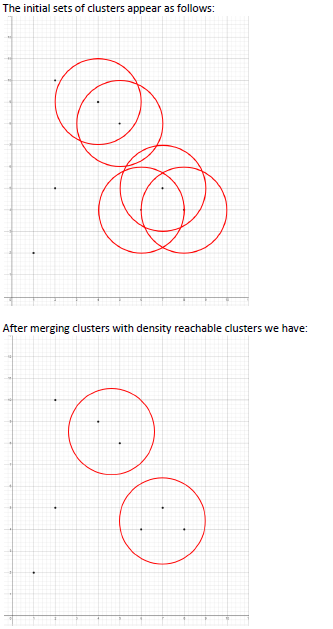 The initial sets of clusters appear as follows:
After merging clusters with density reachable clusters we have: